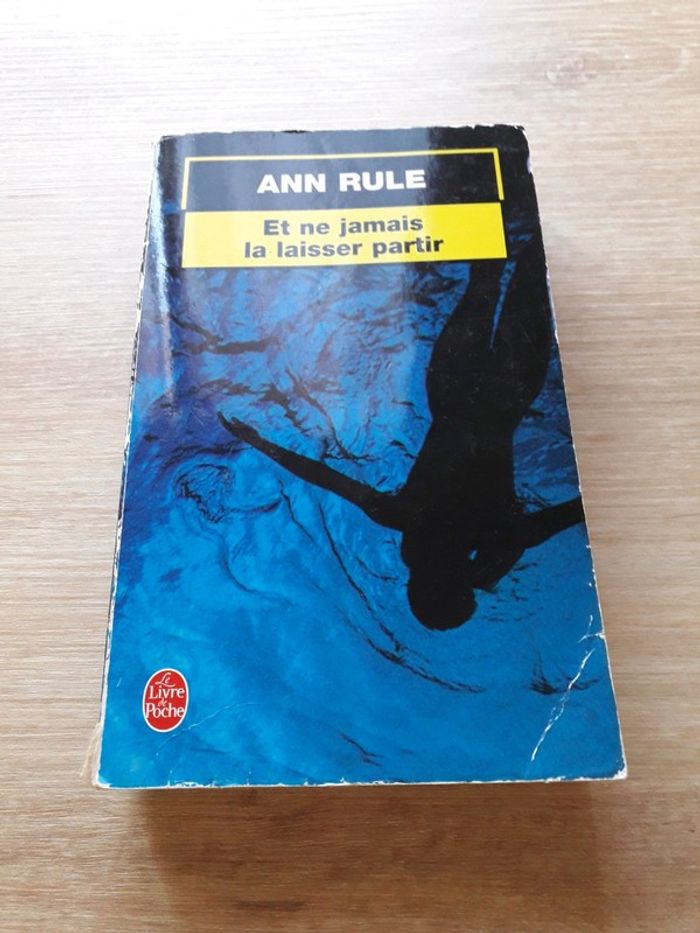 ANN RULE
Et ne jamais
la laisser partir
Le
Livre
de
Poche